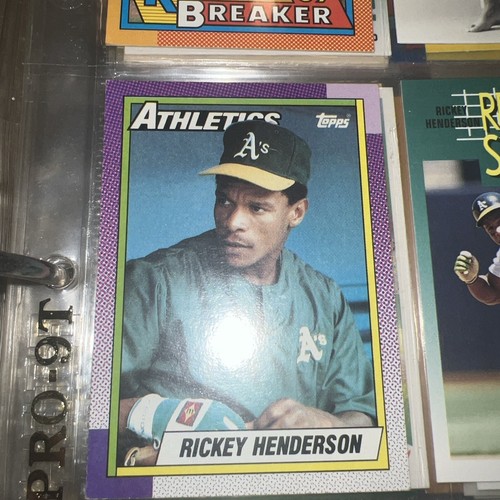 BREAKER
ATHLETICS
Topps
A's
A's
RICKEY HENDERSON
RICKEY
HENDERSON
PRO-9T